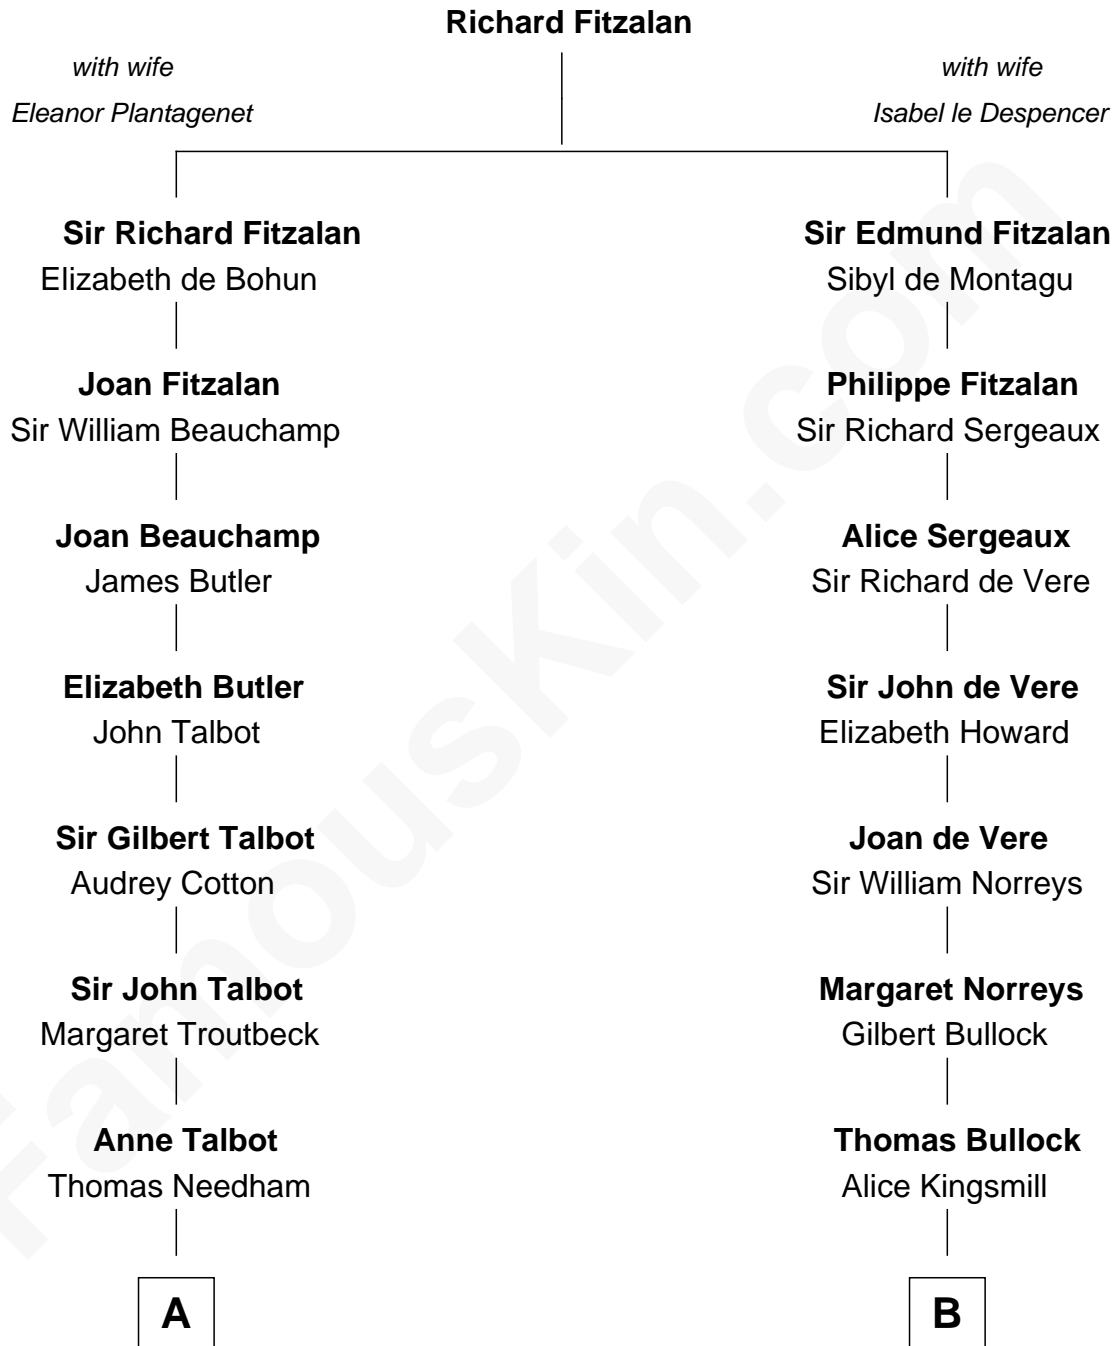 Richard Fitzalan
with wife
Eleanor Plantagenet
with wife
Isabel le Despencer
Sir Richard Fitzalan
Elizabeth de Bohun
Sir Edmund Fitzalan
Sibyl de Montagu
Joan Fitzalan
Sir William Beauchamp
Philippe Fitzalan
Sir Richard Sergeaux
Joan Beauchamp
James Butler
Alice Sergeaux
Sir Richard de Vere
Elizabeth Butler
John Talbot
Sir John de Vere
Elizabeth Howard
Sir Gilbert Talbot
Audrey Cotton
Joan de Vere
Sir William Norreys
Sir John Talbot
Margaret Troutbeck
Margaret Norreys
Gilbert Bullock
Anne Talbot
Thomas Needham
Thomas Bullock
Alice Kingsmill
A
B
FamousKin.com